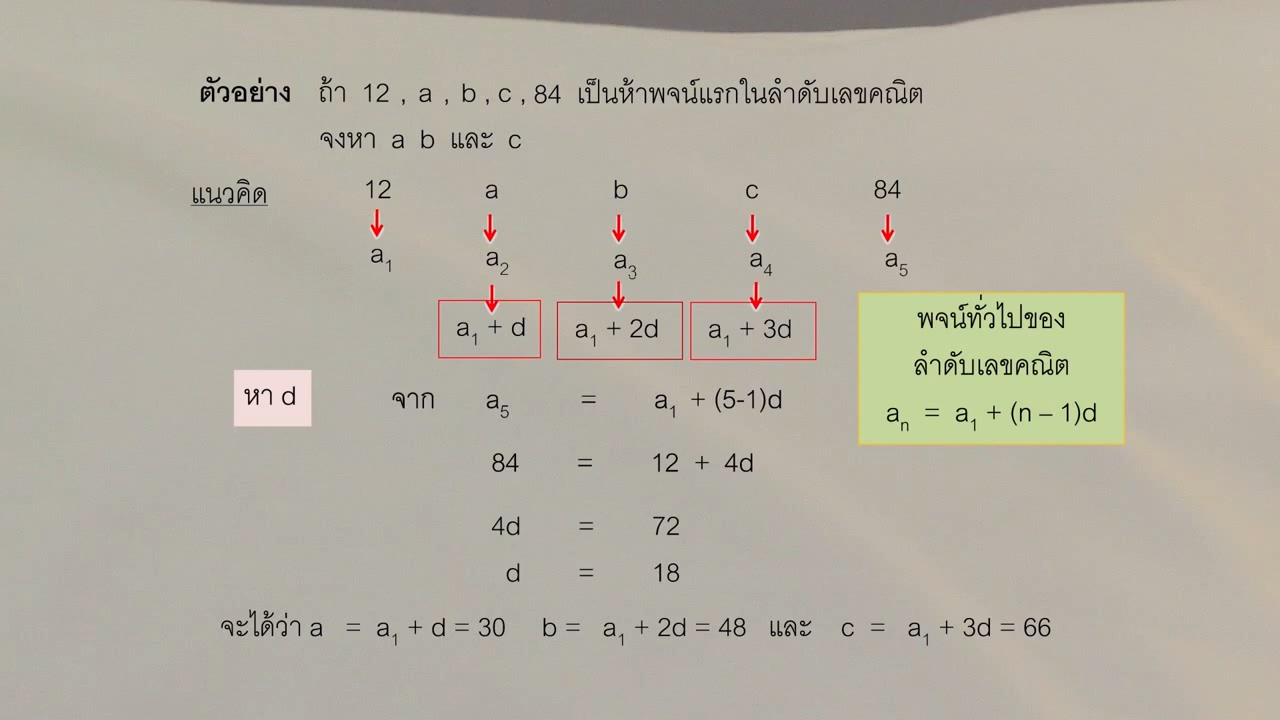 ตัวอย่าง ถ้า 12 , a , b , c , 84 เป็นห้าพจน์แรกในลำดับเลขคณิต
จงหา a b และ c
แนวคิด 12 a b c 84
a₁ a₂ a₃ a₄ a₅
a₁ + d a₁ + 2d a₁ + 3d
พจน์ทั่วไปของ
ลำดับเลขคณิต
aₙ = a₁ + (n – 1)d
หา d จาก a₅ = a₁ + (5-1)d
84 = 12 + 4d
4d = 72
d = 18
จะได้ว่า a = a₁ + d = 30 b = a₁ + 2d = 48 และ c = a₁ + 3d = 66